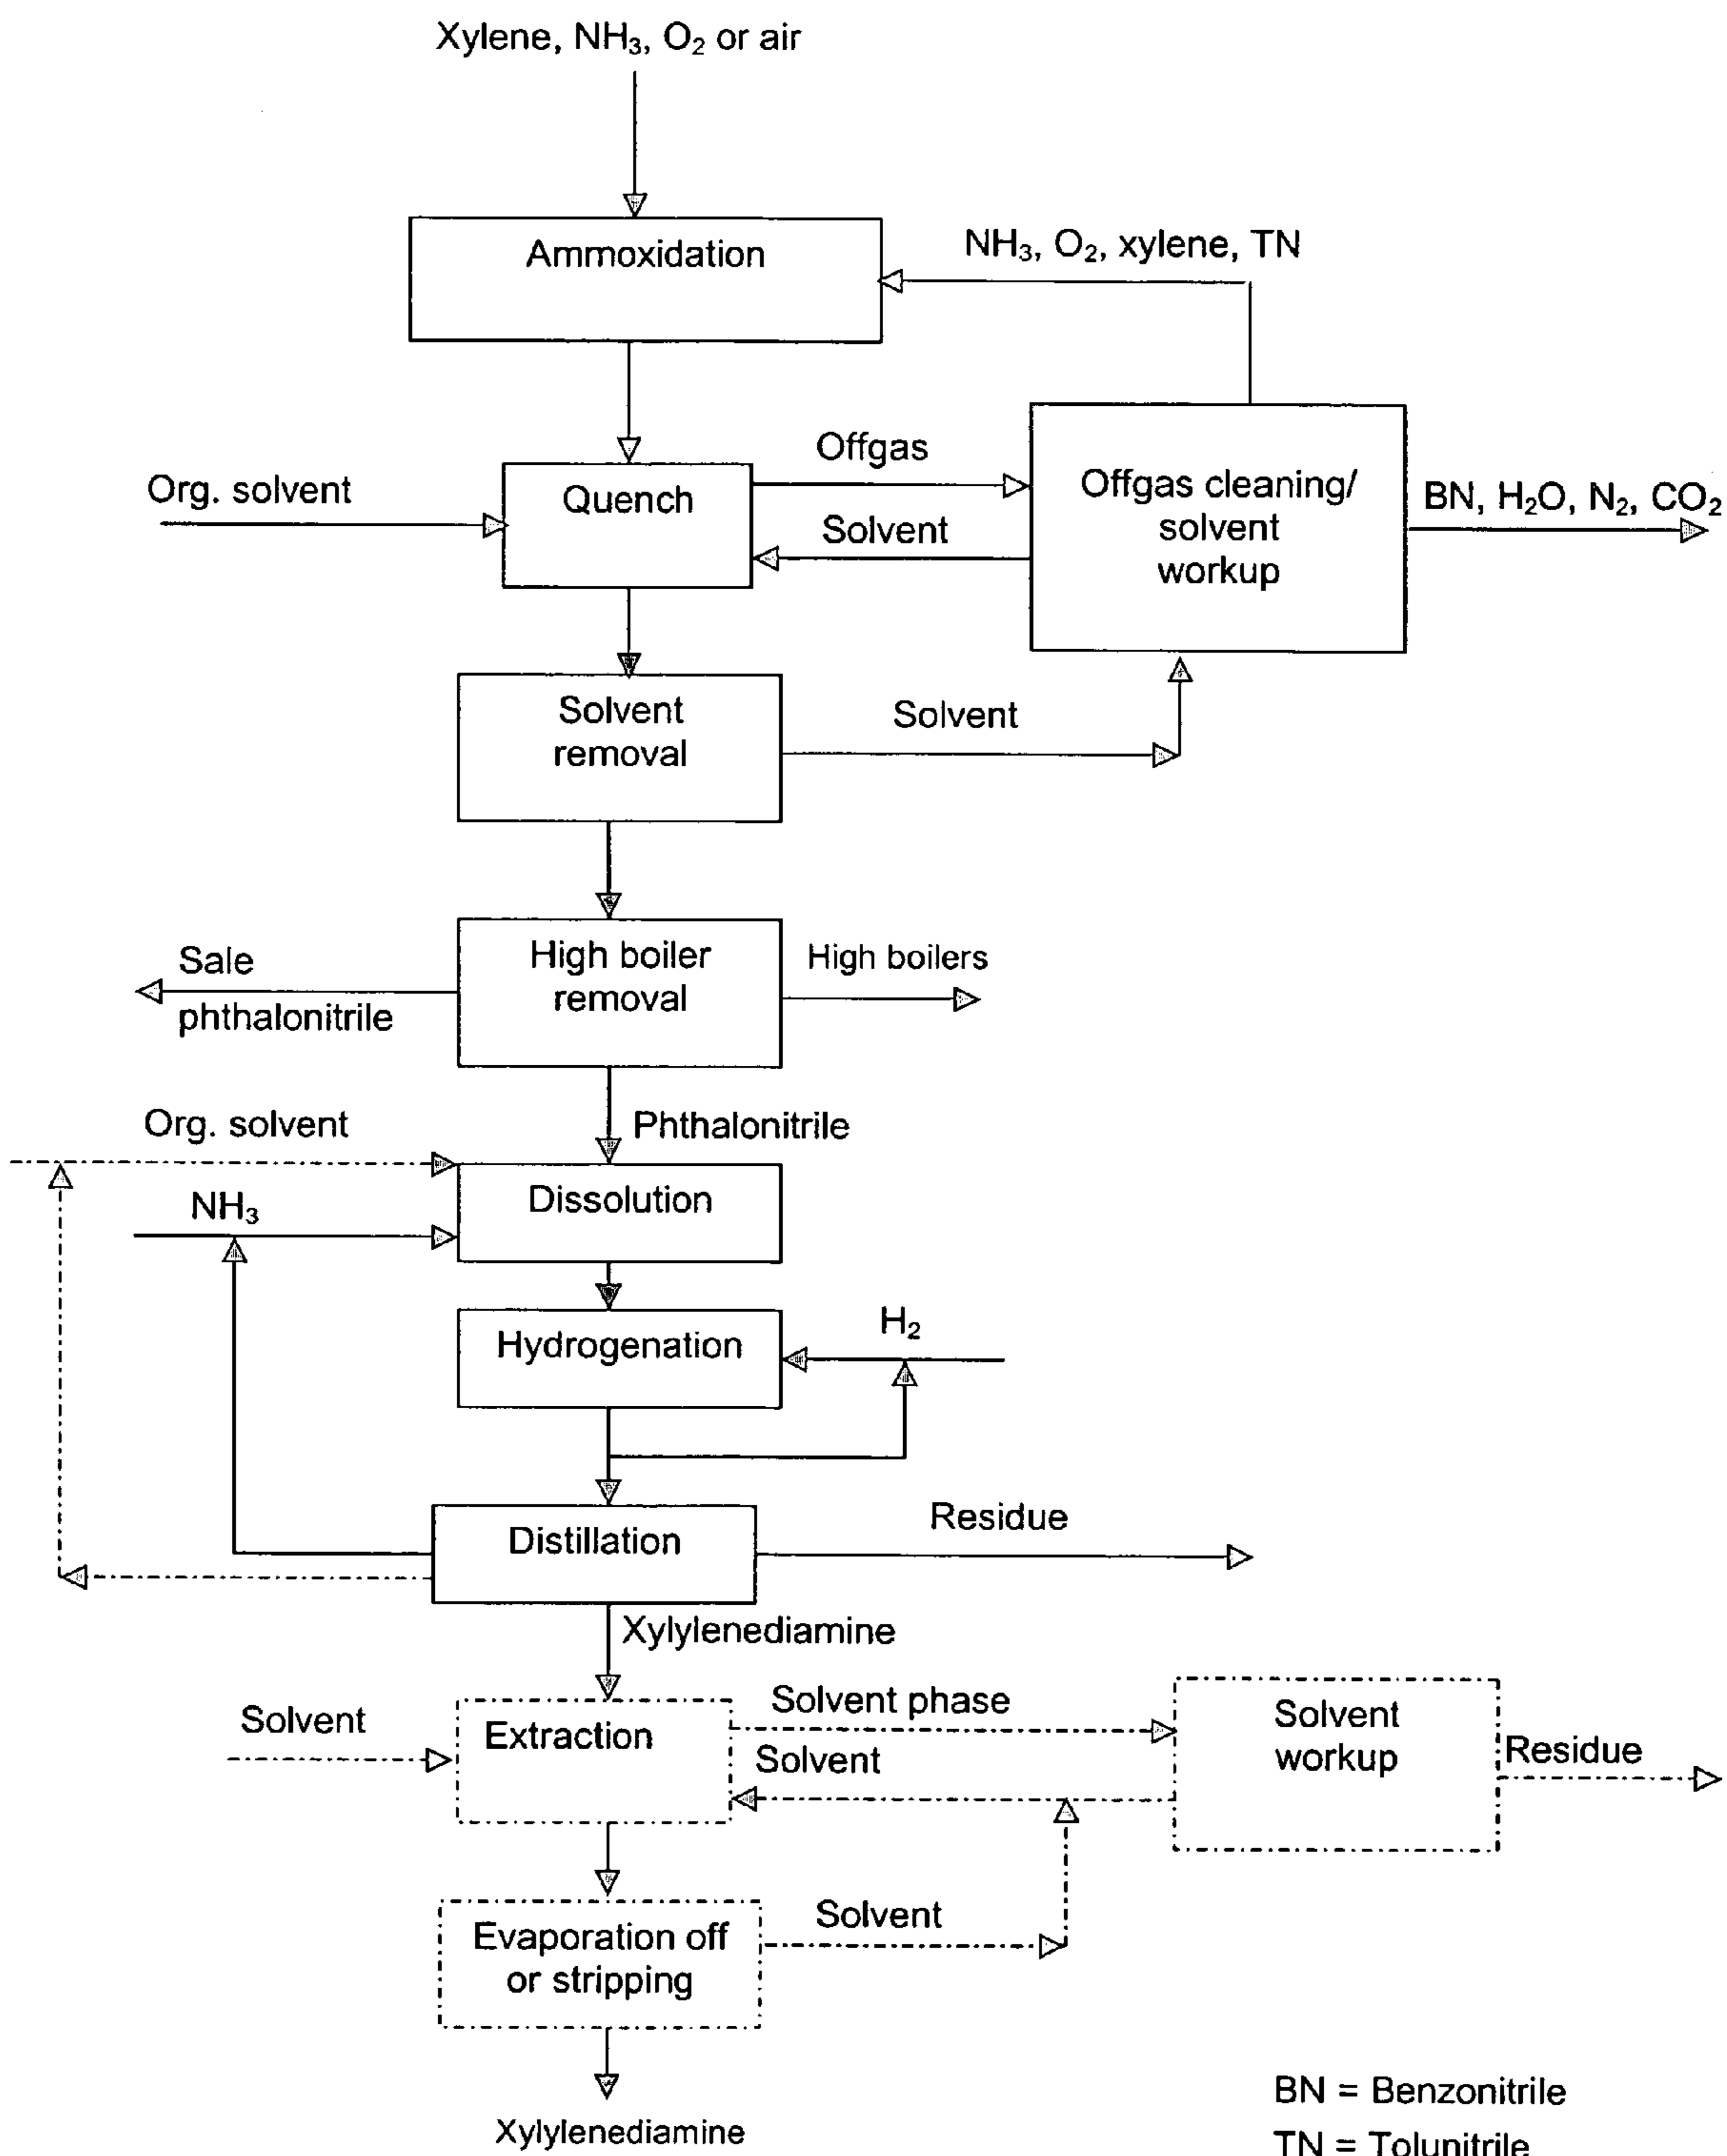 Xylene, NH₃, O₂ or air
Ammoxidation
NH₃, O₂, xylene, TN
Offgas
Org. solvent
Quench
Solvent
Offgas cleaning/
solvent
workup
BN, H₂O, N₂, CO₂
Solvent
removal
Solvent
Sale
phthalonitrile
High boiler
removal
High boilers
Org. solvent
Phthalonitrile
NH₃
Dissolution
H₂
Hydrogenation
Distillation
Residue
Xylylenediamine
Solvent
Extraction
Solvent phase
Solvent
Solvent
workup
Residue
Evaporation off
or stripping
Solvent
Xylylenediamine
BN = Benzonitrile
TN = Tolunitrile